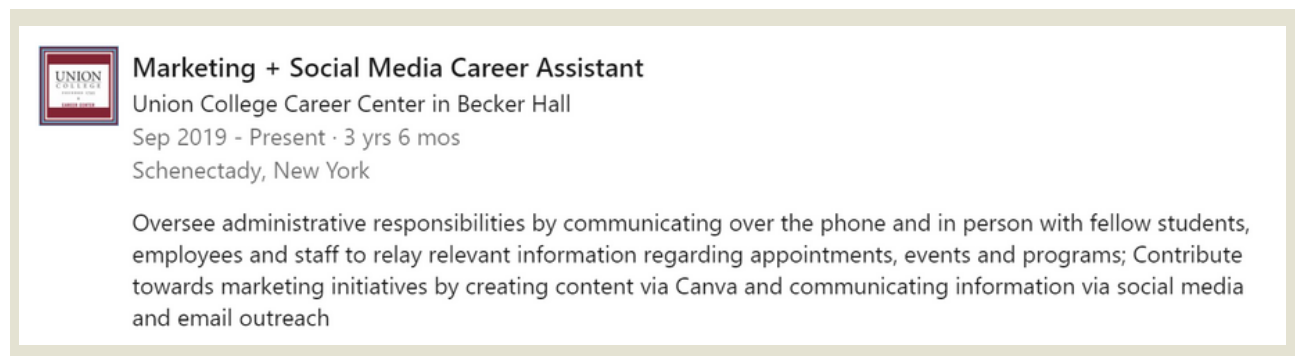 UNION
COLLEGE
CAREER CENTER
Marketing + Social Media Career Assistant
Union College Career Center in Becker Hall
Sep 2019 - Present · 3 yrs 6 mos
Schenectady, New York
Oversee administrative responsibilities by communicating over the phone and in person with fellow students,
employees and staff to relay relevant information regarding appointments, events and programs; Contribute
towards marketing initiatives by creating content via Canva and communicating information via social media
and email outreach